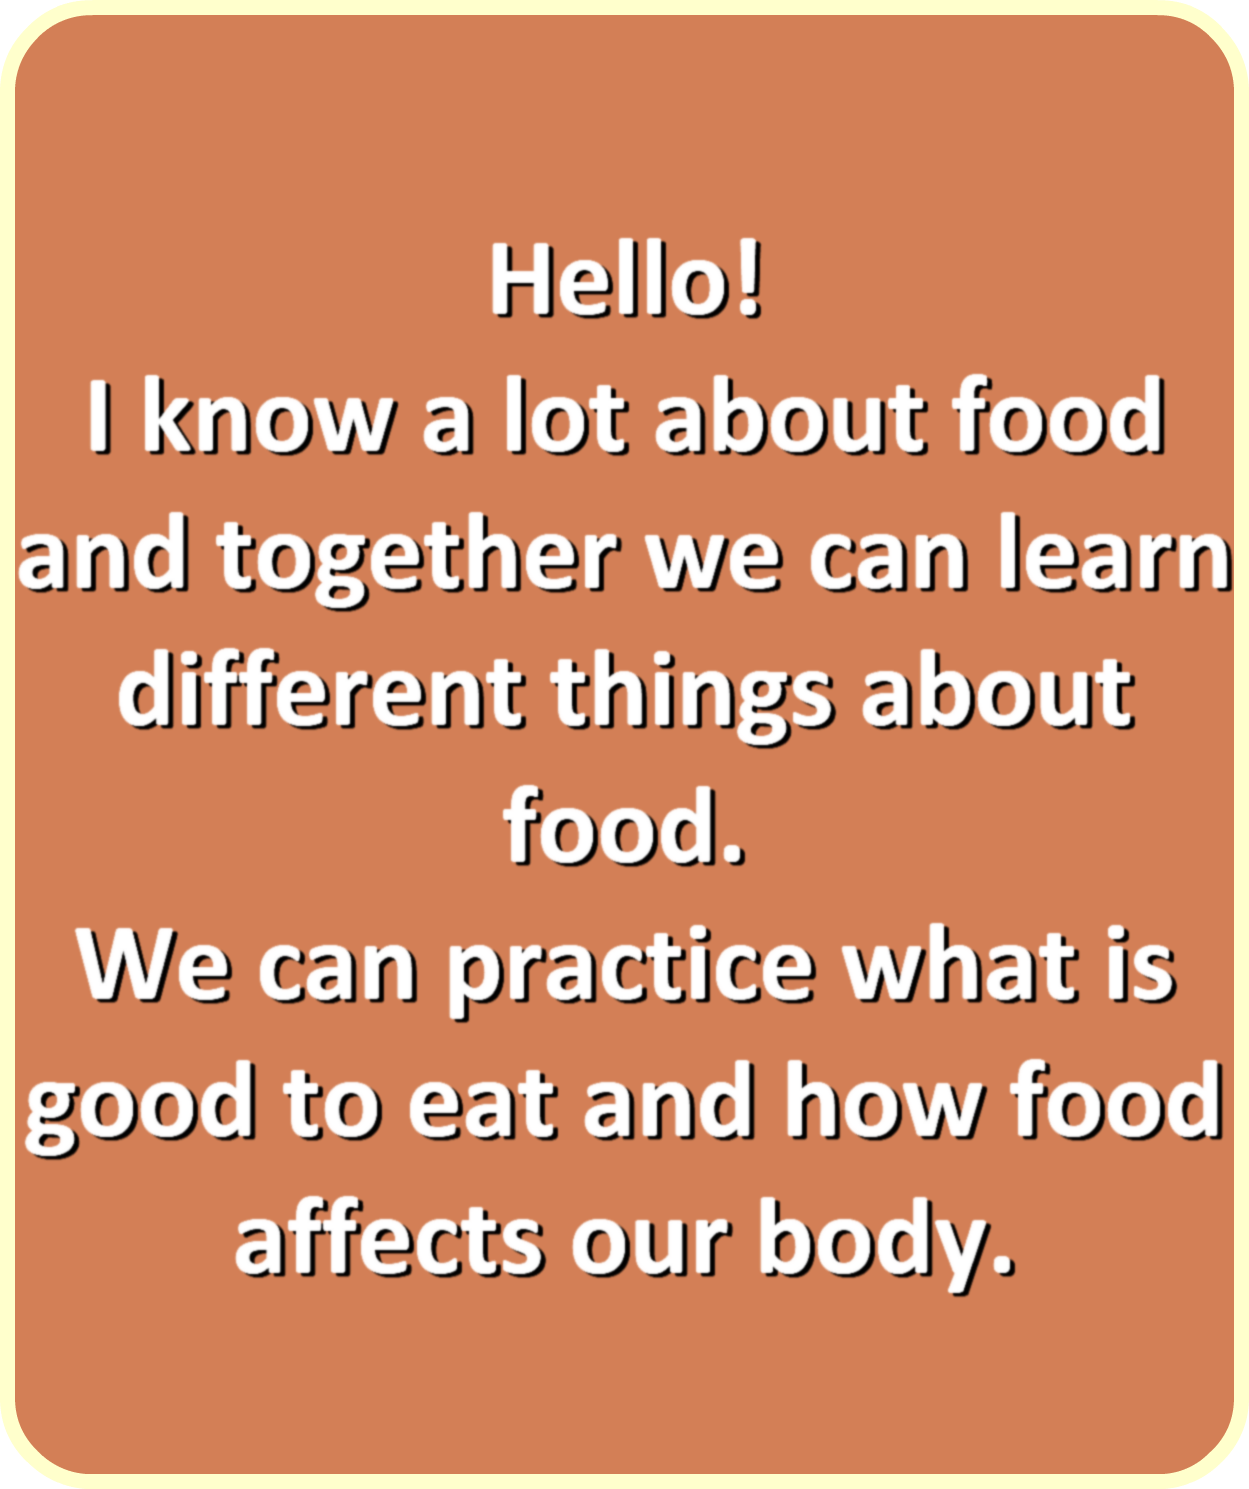 Hello!
I know a lot about food
and together we can learn
different things about
food.
We can practice what is
good to eat and how food
affects our body.